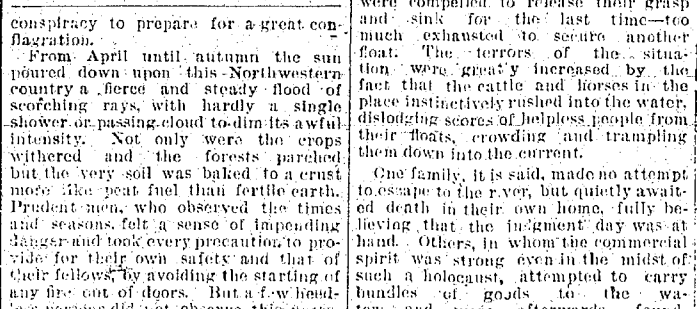 conspiracy to prepare for a great con-
flagration.
From April until autumn the sun
poured down upon this Northwestern
country a fierce and steady flood of
scorching rays, with hardly a single
shower or passing cloud to dim its awful
intensity. Not only were the crops
withered and the forests parched
but the very soil was baked to a crust
more like peat fuel than fertile earth.
Prudent men, who observed the times
and seasons, felt a sense of impending
danger and took every precaution to pro-
vide for their own safety and that of
their fellows, by avoiding the starting of
any fire out of doors. But a few heed-
did not observe this
were compelled to release their grasp
and sink for the last time—too
much exhausted to secure another
float. The terrors of the situa-
tion were greatly increased by the
fact that the cattle and horses in the
place instinctively rushed into the water,
dislodging scores of helpless people from
their floats, crowding and trampling
them down into the current.
One family, it is said, made no attempt
to escape to the river, but quietly await-
ed death in their own home, fully be-
lieving that the judgment day was at
hand. Others, in whom the commercial
spirit was strong even in the midst of
such a holocaust, attempted to carry
bundles of goods to the wa-
afterwards found